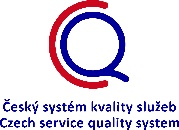 Český systém kvality služeb
Czech service quality system